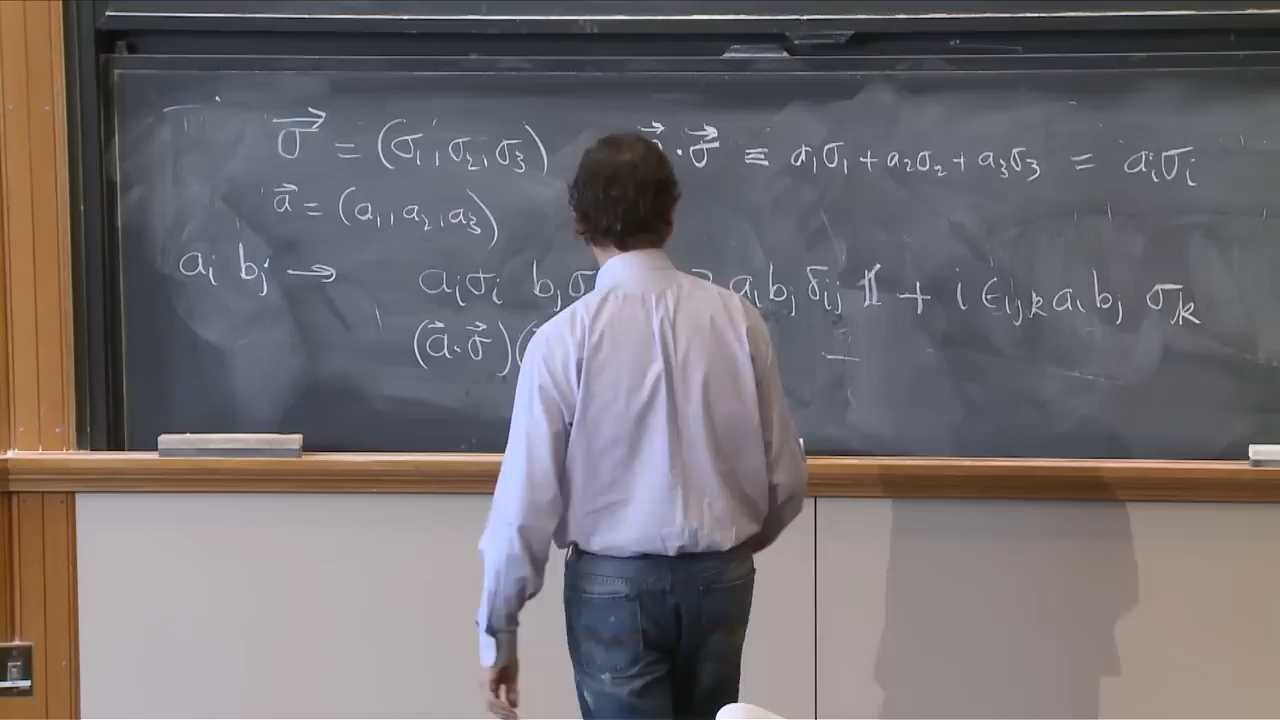 σ⃗ = (σ₁, σ₂, σ₃) · σ⃗ ≡ a₁σ₁ + a₂σ₂ + a₃σ₃ = aᵢσᵢ
a⃗ = (a₁, a₂, a₃)
aᵢ bⱼ → aᵢσᵢ bⱼσ aᵢbⱼ δᵢⱼ 𝟙 + i ϵᵢⱼₖ aᵢ bⱼ σₖ
(a⃗·σ⃗)(